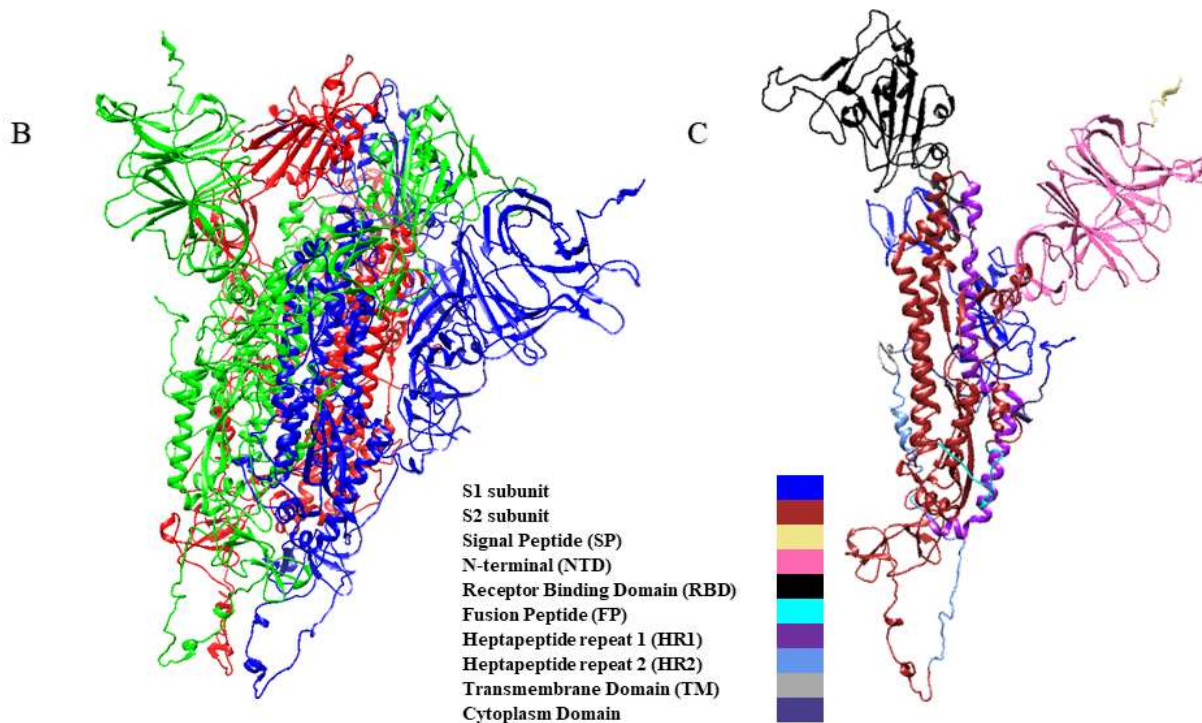 B
C
S1 subunit
S2 subunit
Signal Peptide (SP)
N-terminal (NTD)
Receptor Binding Domain (RBD)
Fusion Peptide (FP)
Heptapeptide repeat 1 (HR1)
Heptapeptide repeat 2 (HR2)
Transmembrane Domain (TM)
Cytoplasm Domain